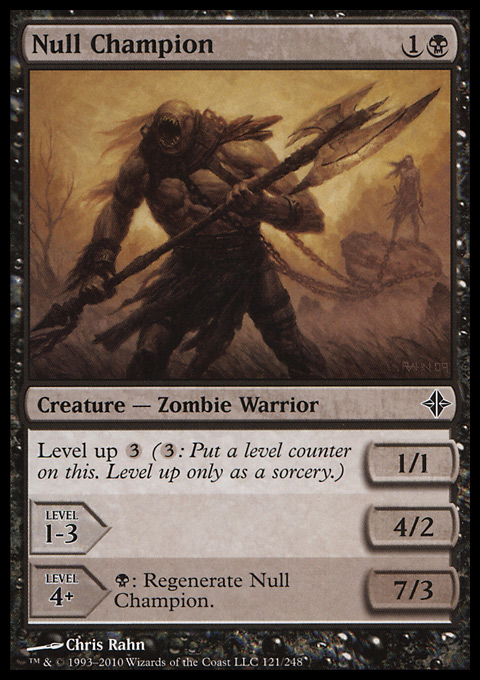 Null Champion 1
RAHN 09
Creature — Zombie Warrior
Level up 3 (3: Put a level counter
on this. Level up only as a sorcery.)
1/1
LEVEL
1-3
4/2
LEVEL
4+
: Regenerate Null
Champion.
7/3
Chris Rahn
™ & © 1993–2010 Wizards of the Coast LLC 121/248